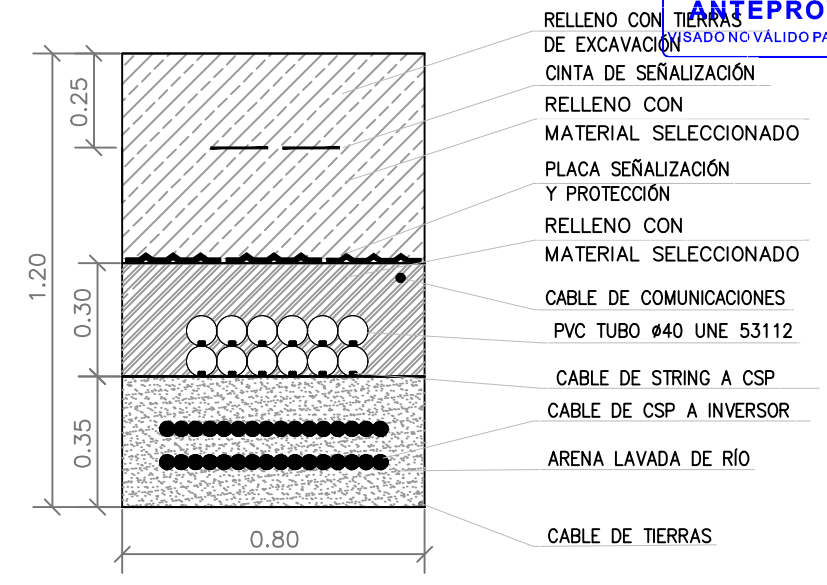 ANTEPRO
VISADO NO VÁLIDO PA
RELLENO CON TIERRAS
DE EXCAVACIÓN
CINTA DE SEÑALIZACIÓN
RELLENO CON
MATERIAL SELECCIONADO
PLACA SEÑALIZACIÓN
Y PROTECCIÓN
RELLENO CON
MATERIAL SELECCIONADO
CABLE DE COMUNICACIONES
PVC TUBO ø40 UNE 53112
CABLE DE STRING A CSP
CABLE DE CSP A INVERSOR
ARENA LAVADA DE RÍO
CABLE DE TIERRAS
0.25
1.20
0.30
0.35
0.80